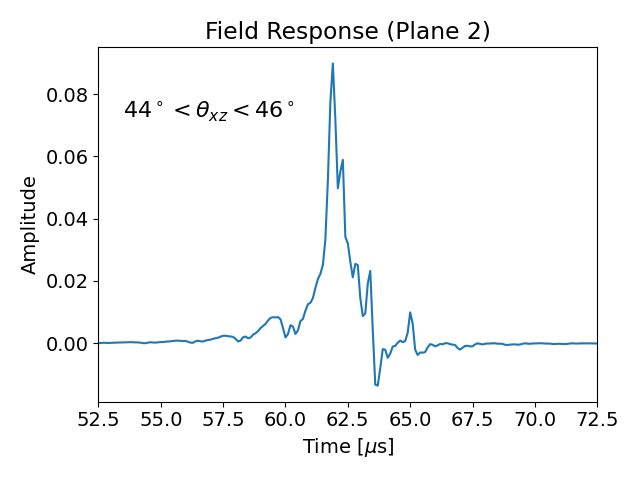 Field Response (Plane 2)
44° < θxz < 46°
Amplitude
0.08
0.06
0.04
0.02
0.00
52.5 55.0 57.5 60.0 62.5 65.0 67.5 70.0 72.5
Time [μs]